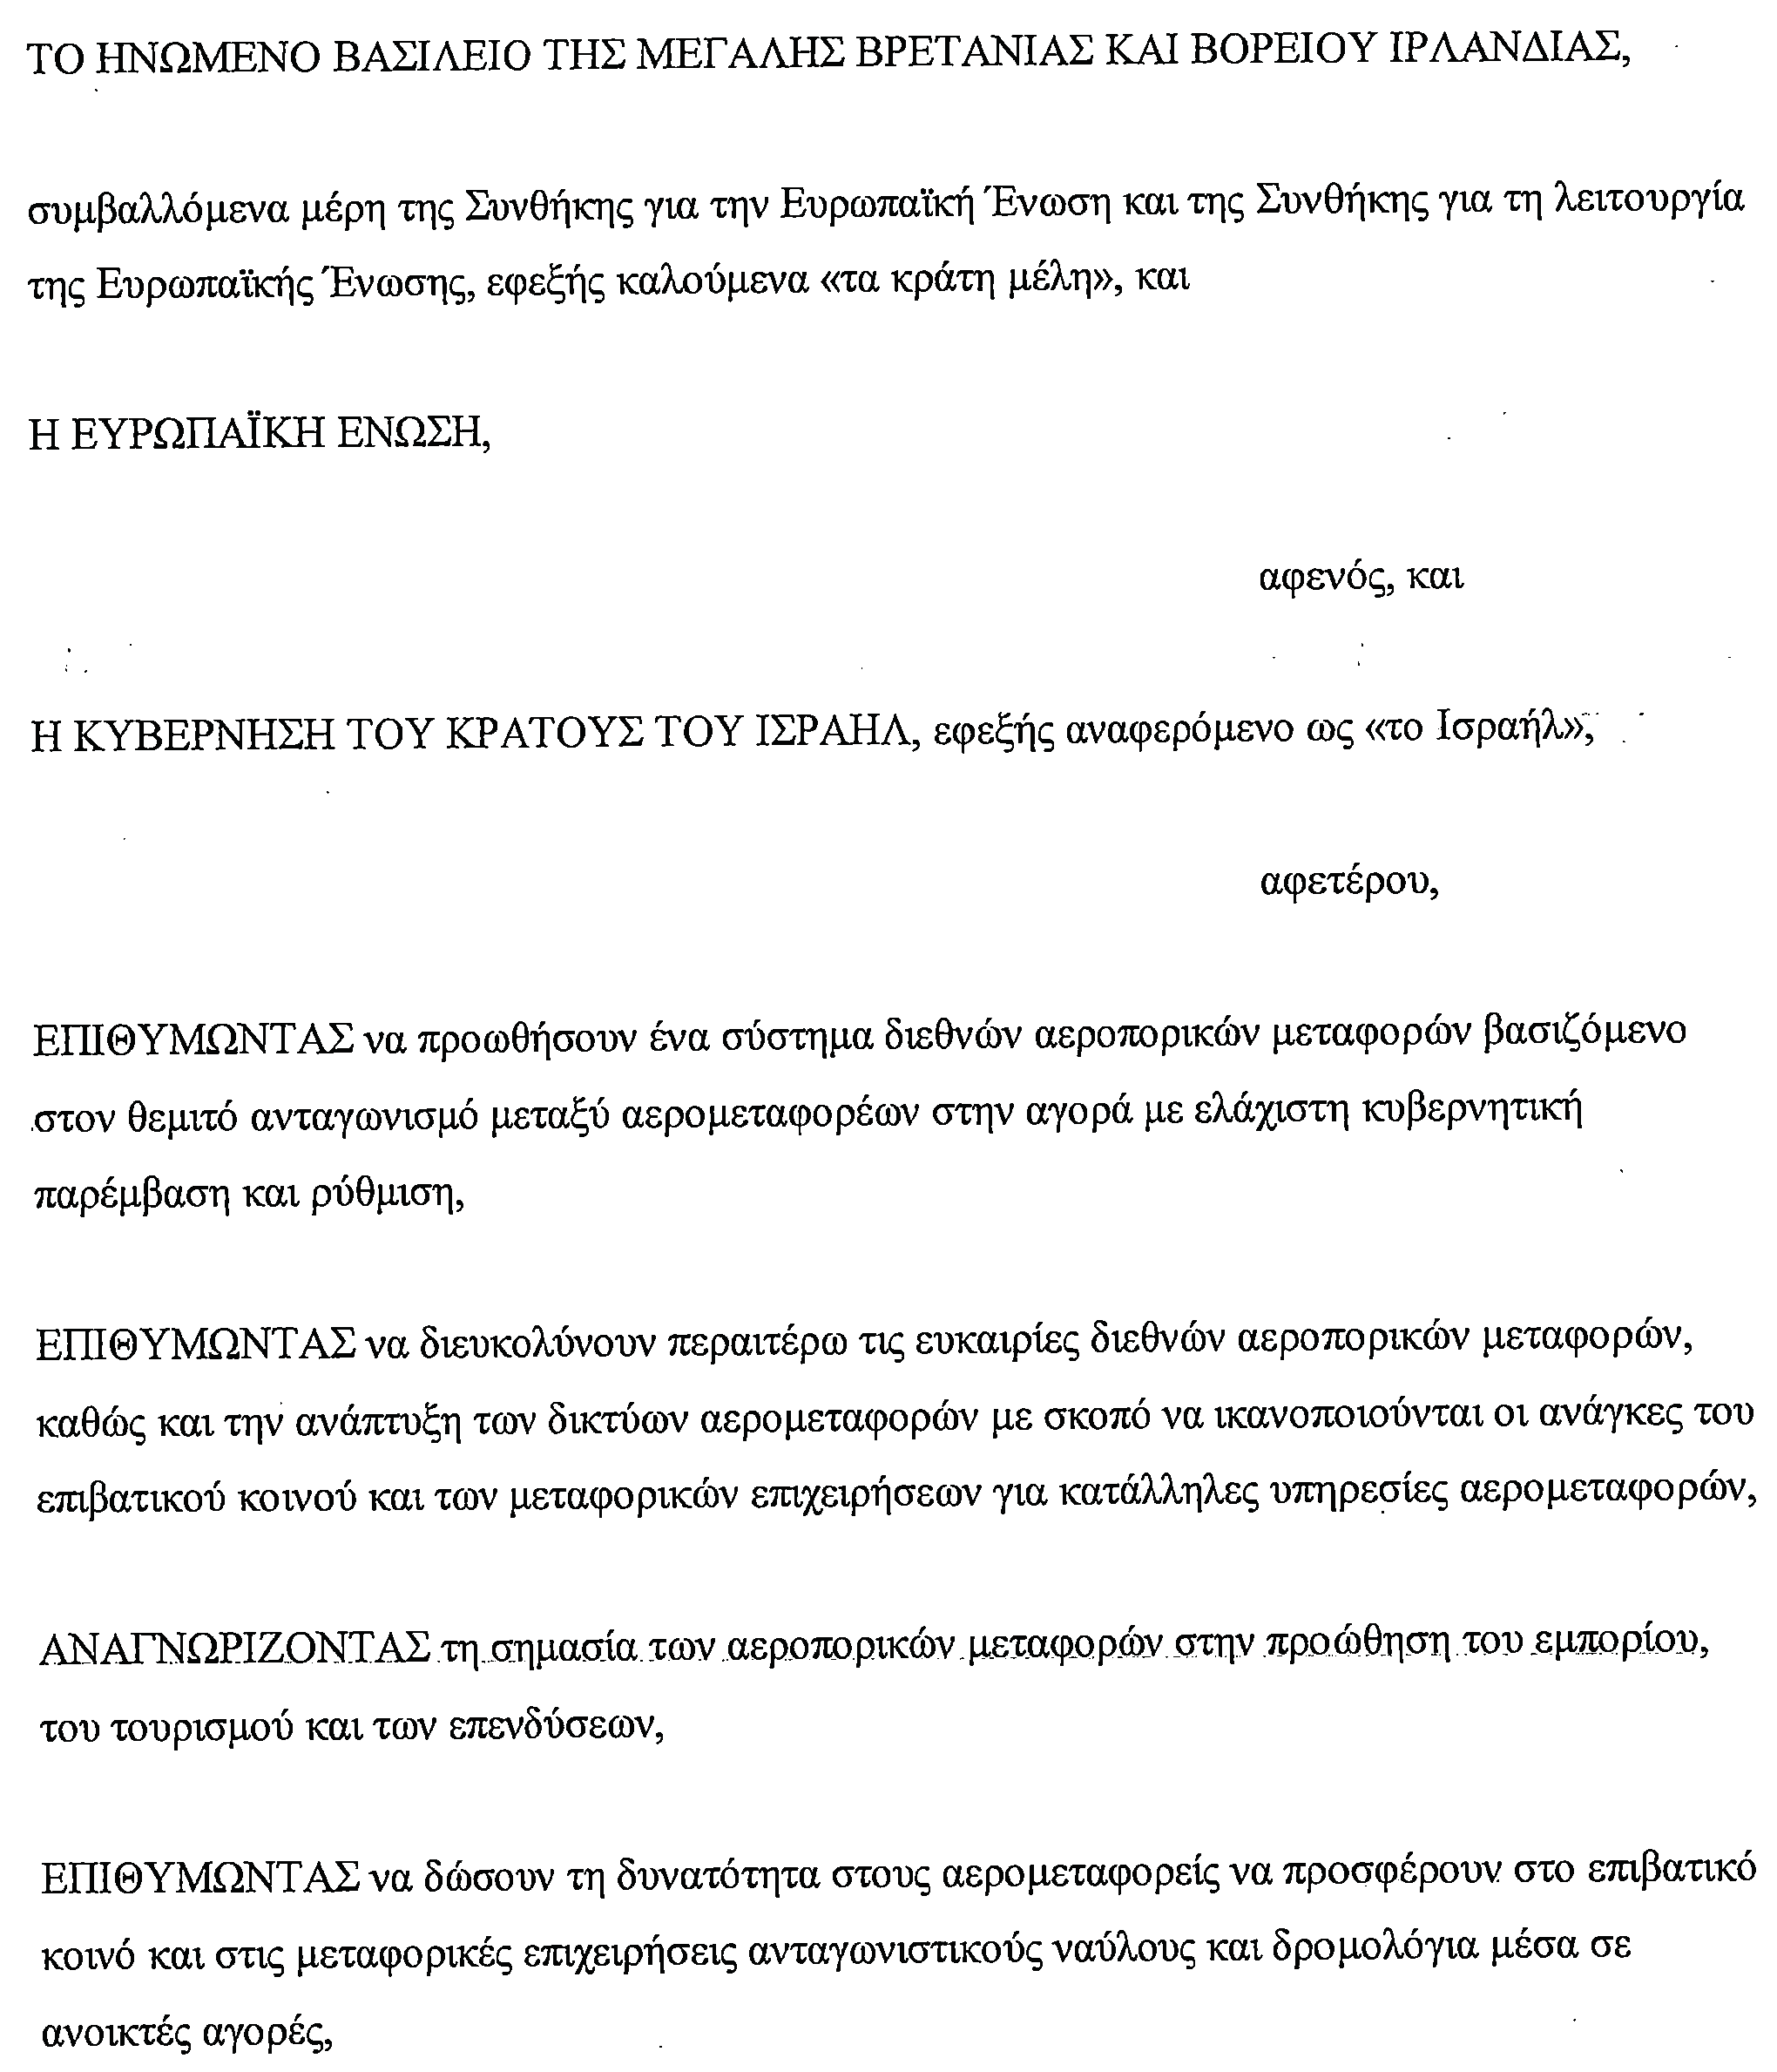 ΤΟ ΗΝΩΜΕΝΟ ΒΑΣΙΛΕΙΟ ΤΗΣ ΜΕΓΑΛΗΣ ΒΡΕΤΑΝΙΑΣ ΚΑΙ ΒΟΡΕΙΟΥ ΙΡΛΑΝΔΙΑΣ,
συμβαλλόμενα μέρη της Συνθήκης για την Ευρωπαϊκή Ένωση και της Συνθήκης για τη λειτουργία
της Ευρωπαϊκής Ένωσης, εφεξής καλούμενα «τα κράτη μέλη», και
Η ΕΥΡΩΠΑΪΚΗ ΕΝΩΣΗ,
αφενός, και
Η ΚΥΒΕΡΝΗΣΗ ΤΟΥ ΚΡΑΤΟΥΣ ΤΟΥ ΙΣΡΑΗΛ, εφεξής αναφερόμενο ως «το Ισραήλ»,
αφετέρου,
ΕΠΙΘΥΜΩΝΤΑΣ να προωθήσουν ένα σύστημα διεθνών αεροπορικών μεταφορών βασιζόμενο
στον θεμιτό ανταγωνισμό μεταξύ αερομεταφορέων στην αγορά με ελάχιστη κυβερνητική
παρέμβαση και ρύθμιση,
ΕΠΙΘΥΜΩΝΤΑΣ να διευκολύνουν περαιτέρω τις ευκαιρίες διεθνών αεροπορικών μεταφορών,
καθώς και την ανάπτυξη των δικτύων αερομεταφορών με σκοπό να ικανοποιούνται οι ανάγκες του
επιβατικού κοινού και των μεταφορικών επιχειρήσεων για κατάλληλες υπηρεσίες αερομεταφορών,
ΑΝΑΓΝΩΡΙΖΟΝΤΑΣ τη σημασία των αεροπορικών μεταφορών στην προώθηση του εμπορίου,
του τουρισμού και των επενδύσεων,
ΕΠΙΘΥΜΩΝΤΑΣ να δώσουν τη δυνατότητα στους αερομεταφορείς να προσφέρουν στο επιβατικό
κοινό και στις μεταφορικές επιχειρήσεις ανταγωνιστικούς ναύλους και δρομολόγια μέσα σε
ανοικτές αγορές,